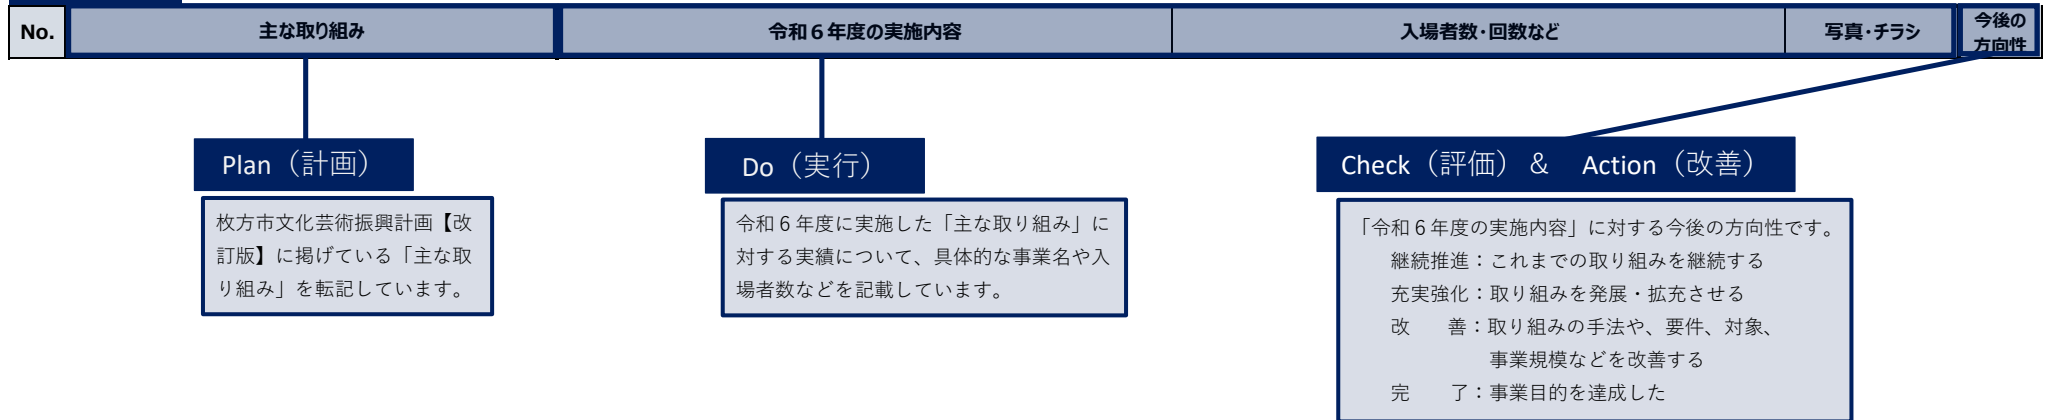 No.
主な取り組み
令和６年度の実施内容
入場者数・回数など
写真・チラシ
今後の
方向性
Plan（計画）
枚方市文化芸術振興計画【改
訂版】に掲げている「主な取
り組み」を転記しています。
Do（実行）
令和６年度に実施した「主な取り組み」に
対する実績について、具体的な事業名や入
場者数などを記載しています。
Check（評価）＆　Action（改善）
「令和６年度の実施内容」に対する今後の方向性です。
継続推進：これまでの取り組みを継続する
充実強化：取り組みを発展・拡充させる
改　　善：取り組みの手法や、要件、対象、
事業規模などを改善する
完　　了：事業目的を達成した